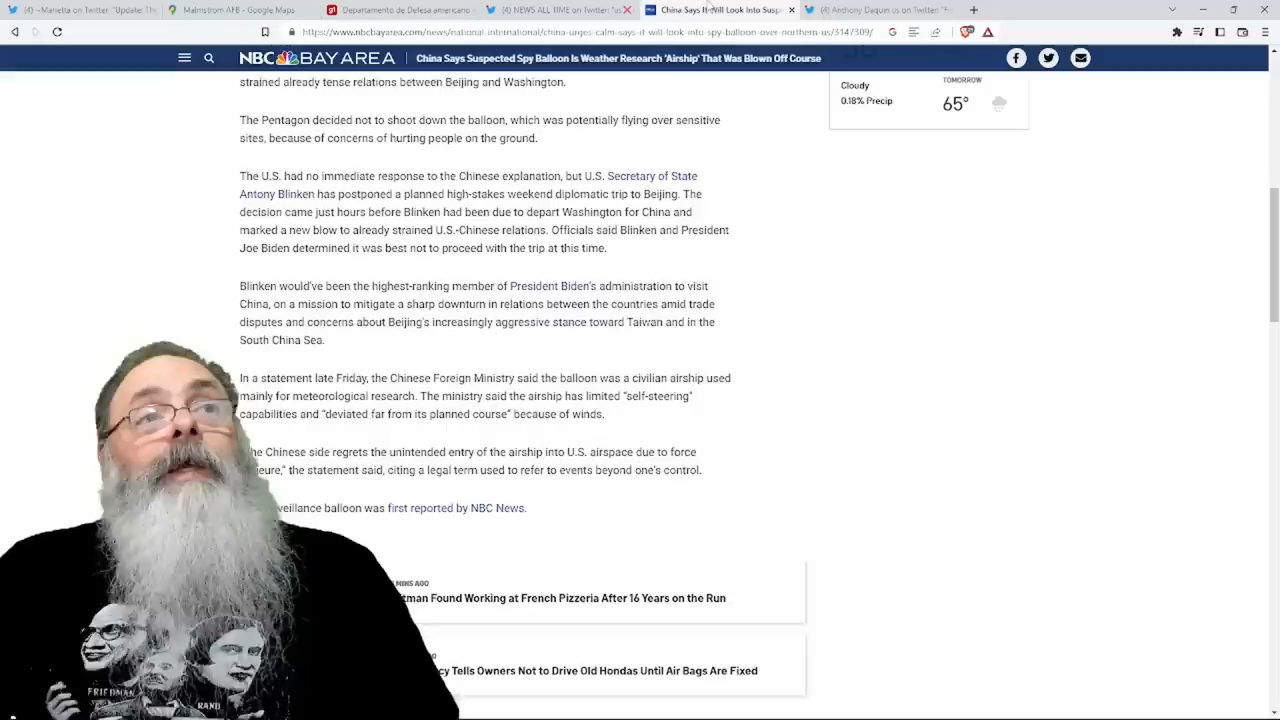 (4) ~Marietta on Twitter: "Update: The
Malmstrom AFB - Google Maps
Departamento de Defesa americano
(4) NEWS ALL TIME on Twitter:
China Says It Will Look Into Susp
(4) Anthony Daquin us on Twitter:
https://www.nbcbayarea.com/news/national-international/china-urges-calm-says-it-will-look-into-spy-balloon-over-northern-us/3147309/
NBC BAY AREA
China Says Suspected Spy Balloon Is Weather Research 'Airship' That Was Blown Off Course
strained already tense relations between Beijing and Washington.
Cloudy
0.18% Precip
TOMORROW
65°
The Pentagon decided not to shoot down the balloon, which was potentially flying over sensitive
sites, because of concerns of hurting people on the ground.
The U.S. had no immediate response to the Chinese explanation, but U.S. Secretary of State
Antony Blinken has postponed a planned high-stakes weekend diplomatic trip to Beijing. The
decision came just hours before Blinken had been due to depart Washington for China and
marked a new blow to already strained U.S.-Chinese relations. Officials said Blinken and President
Joe Biden determined it was best not to proceed with the trip at this time.
Blinken would've been the highest-ranking member of President Biden's administration to visit
China, on a mission to mitigate a sharp downturn in relations between the countries amid trade
disputes and concerns about Beijing's increasingly aggressive stance toward Taiwan and in the
South China Sea.
In a statement late Friday, the Chinese Foreign Ministry said the balloon was a civilian airship used
mainly for meteorological research. The ministry said the airship has limited "self-steering"
capabilities and "deviated far from its planned course" because of winds.
he Chinese side regrets the unintended entry of the airship into U.S. airspace due to force
eure," the statement said, citing a legal term used to refer to events beyond one's control.
veillance balloon was first reported by NBC News.
MINS AGO
tman Found Working at French Pizzeria After 16 Years on the Run
cy Tells Owners Not to Drive Old Hondas Until Air Bags Are Fixed
FRIEDMAN
RAND